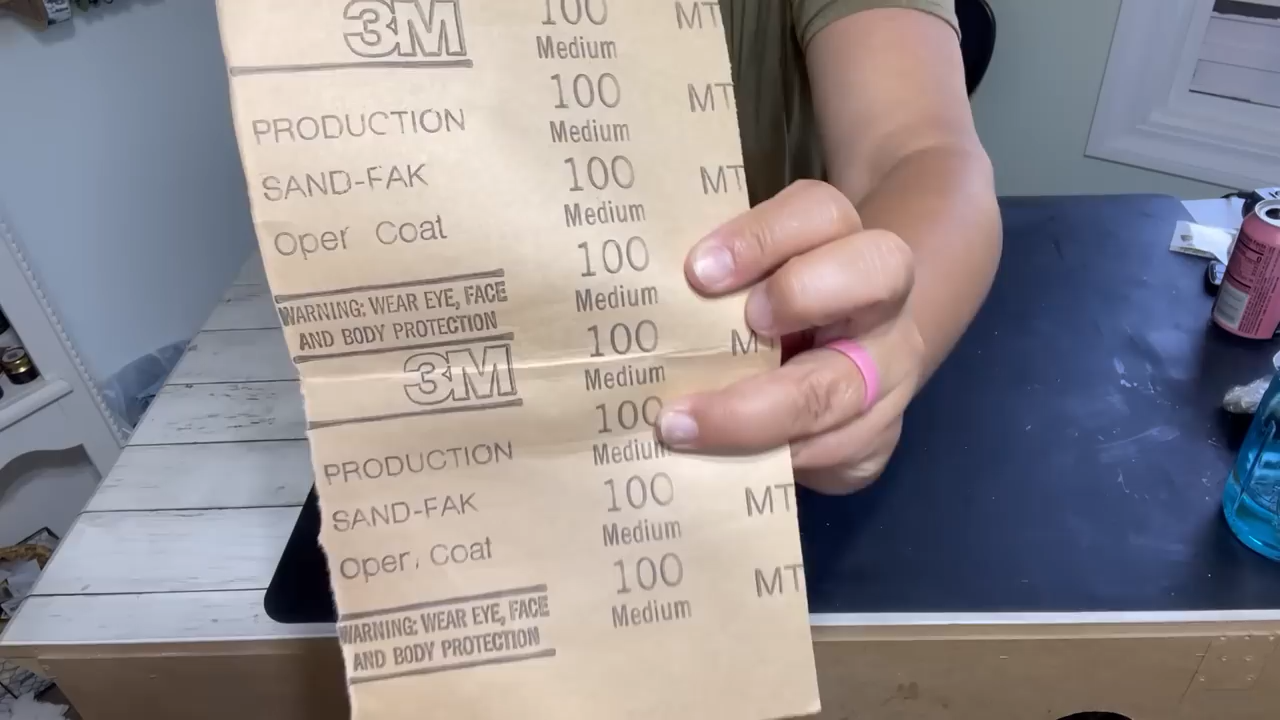 3M
PRODUCTION
SAND-FAK
Oper Coat
WARNING: WEAR EYE, FACE
AND BODY PROTECTION
3M
PRODUCTION
SAND-FAK
Oper. Coat
WARNING: WEAR EYE, FACE
AND BODY PROTECTION
100
Medium
100
Medium
100
Medium
100
Medium
100
Medium
100
Medium
100
Medium
100
Medium
MT
MT
MT
MT
MT
MT